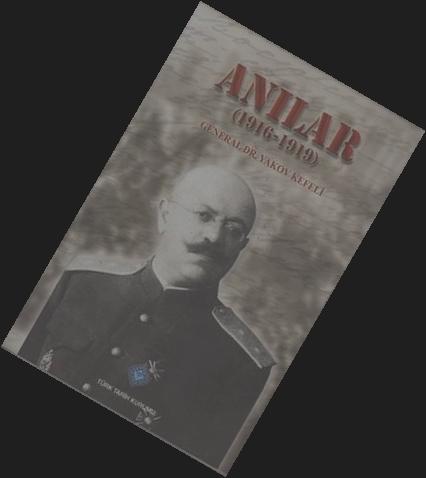 ANILAR
(1916-1919)
GENERAL DR. YAKOV KEFELİ
TÜRK TARİH KURUMU